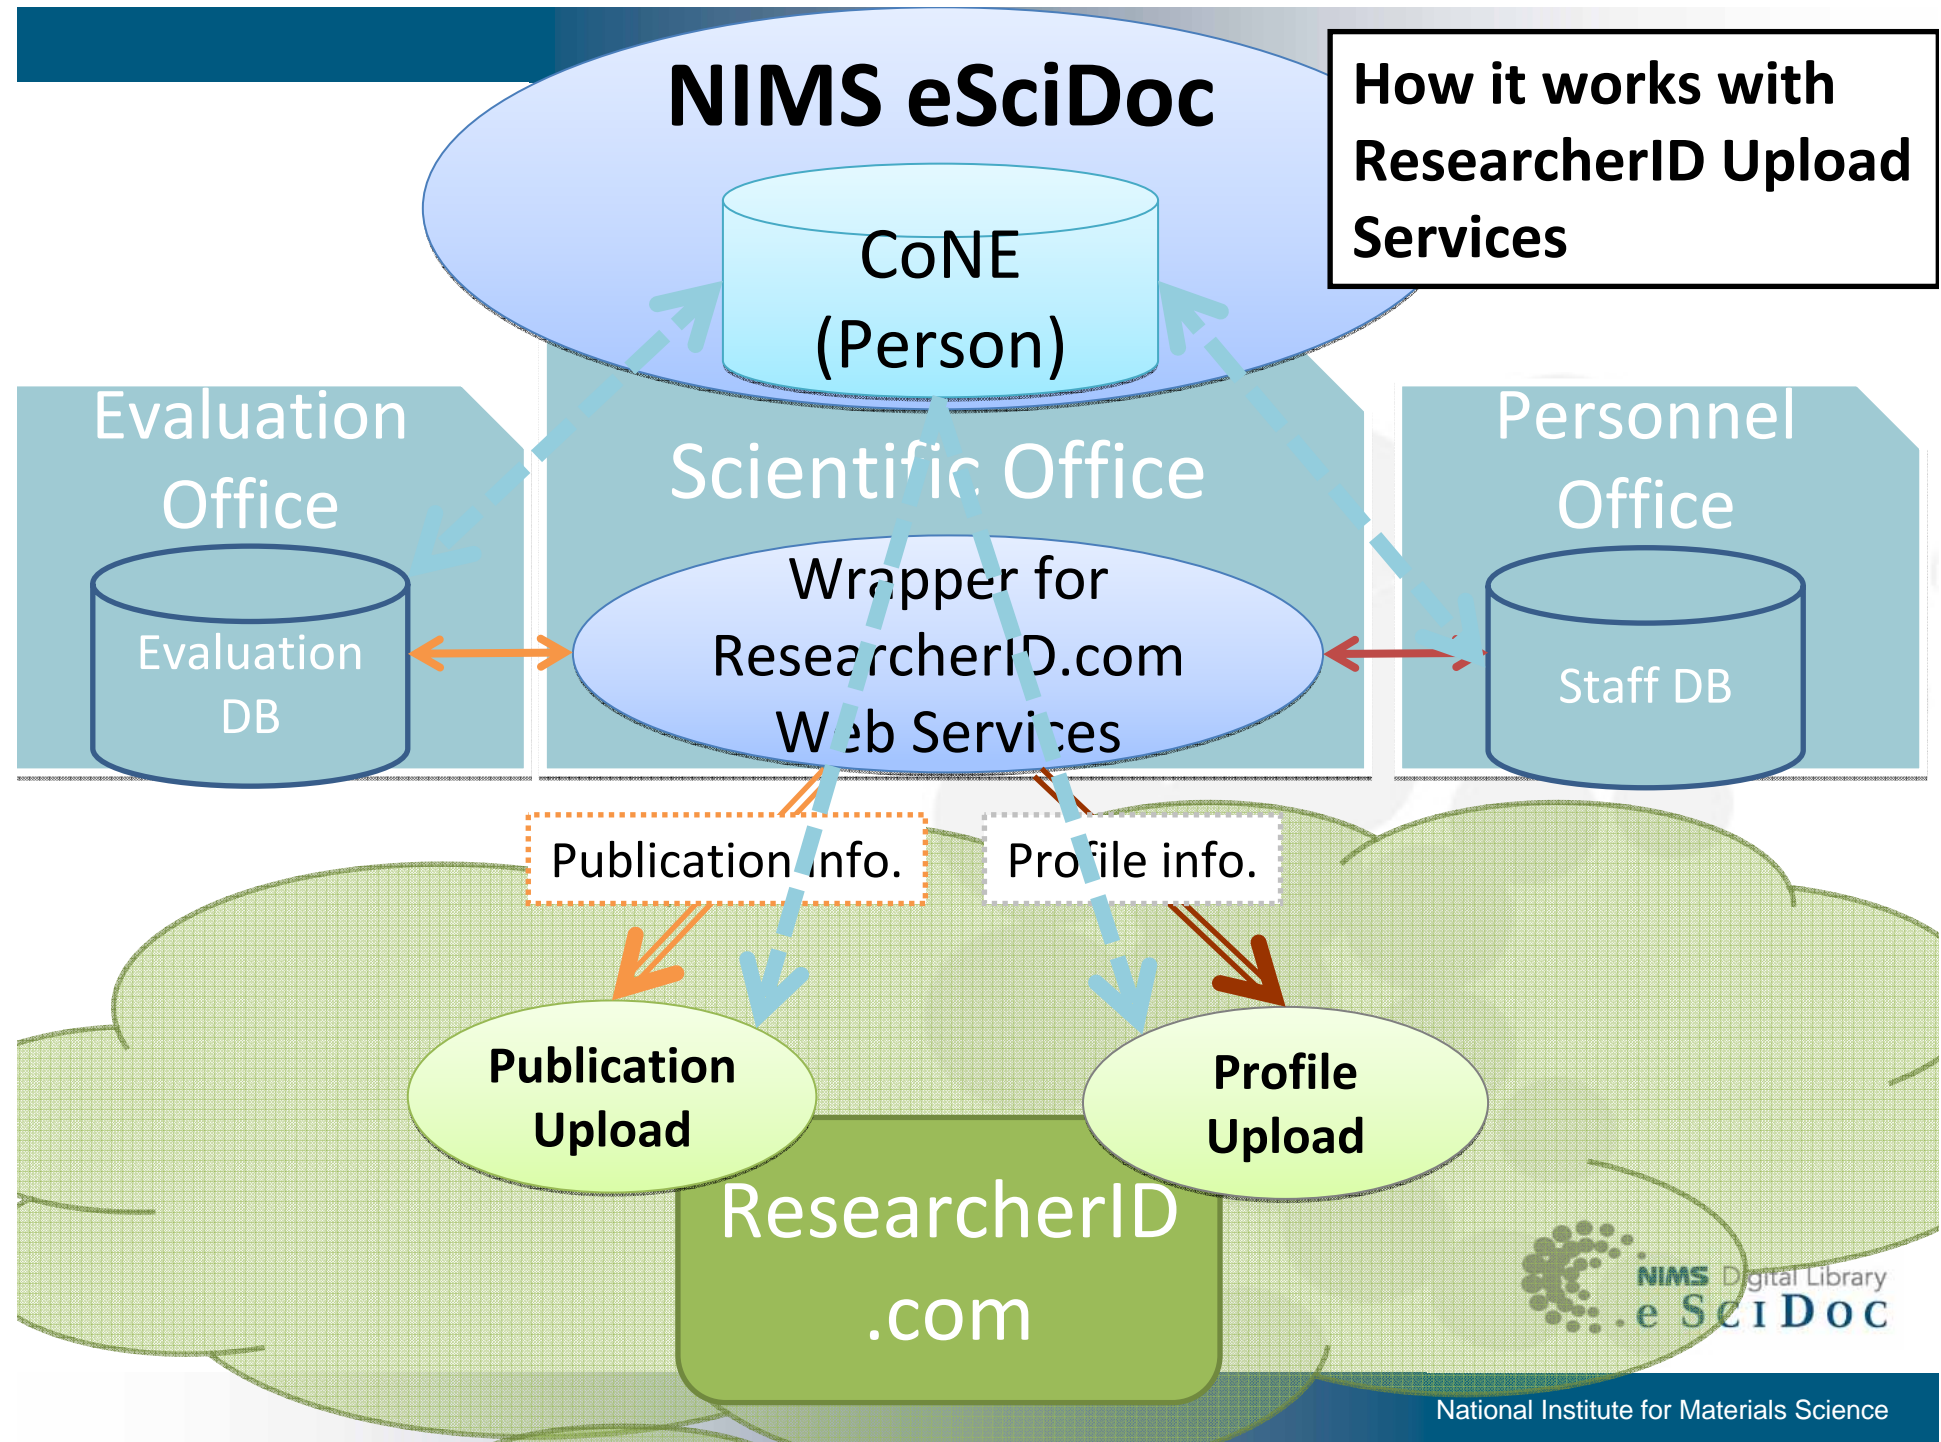 NIMS eSciDoc
How it works with
ResearcherID Upload
Services
CoNE
(Person)
Evaluation
Office
Scientific Office
Personnel
Office
Evaluation
DB
Wrapper for
ResearcherID.com
Web Services
Staff DB
Publication info.
Profile info.
Publication
Upload
Profile
Upload
ResearcherID
.com
NIMS Digital Library
e SciDoc
National Institute for Materials Science